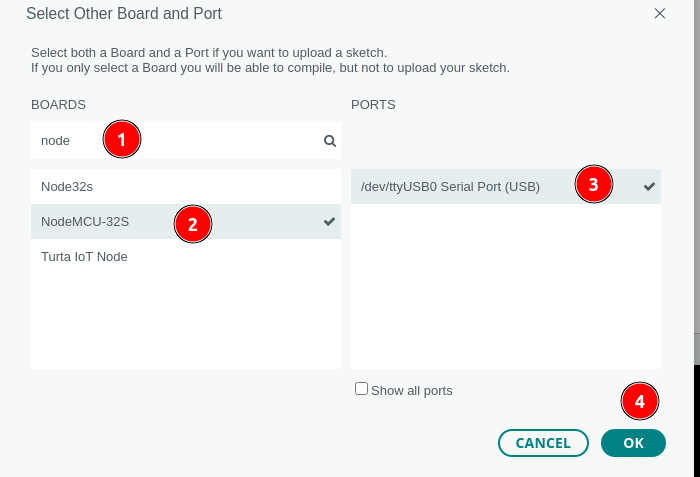 Select Other Board and Port
Select both a Board and a Port if you want to upload a sketch.
If you only select a Board you will be able to compile, but not to upload your sketch.
BOARDS
PORTS
node
1
Node32s
/dev/ttyUSB0 Serial Port (USB)
3
NodeMCU-32S
2
Turta IoT Node
Show all ports
4
CANCEL
OK